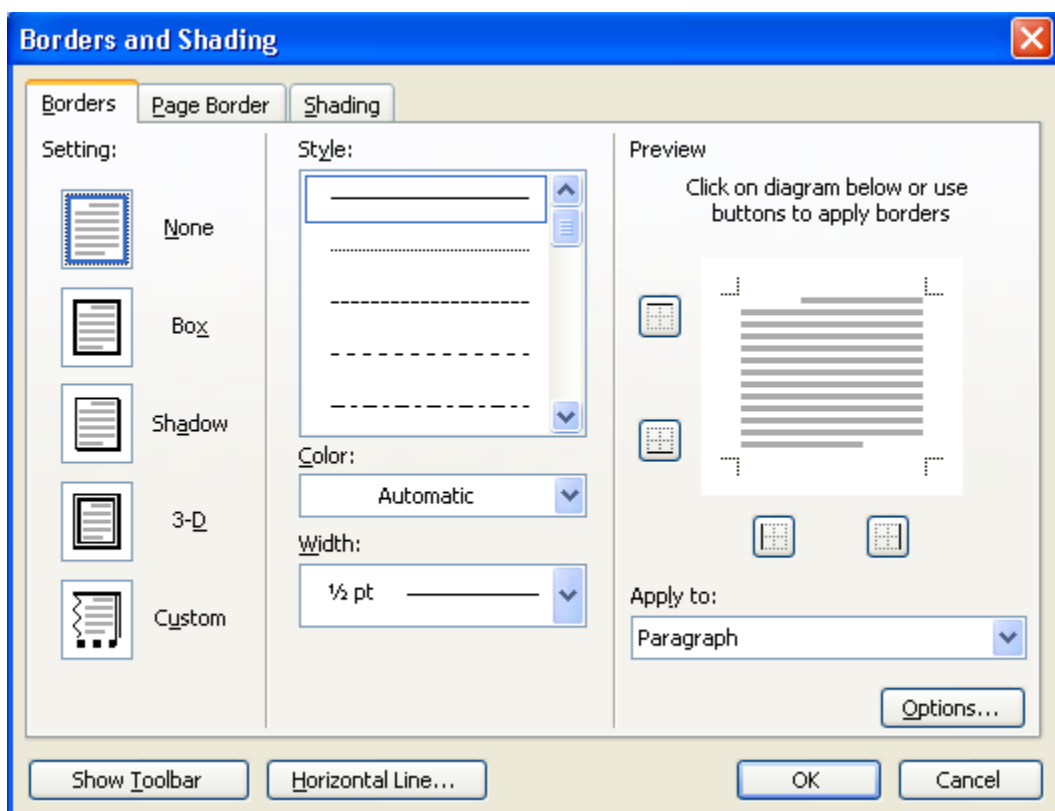 Borders and Shading
Borders
Page Border
Shading
Setting:
None
Box
Shadow
3-D
Custom
Style:
Color:
Automatic
Width:
½ pt
Preview
Click on diagram below or use
buttons to apply borders
Apply to:
Paragraph
Options...
Show Toolbar
Horizontal Line...
OK
Cancel